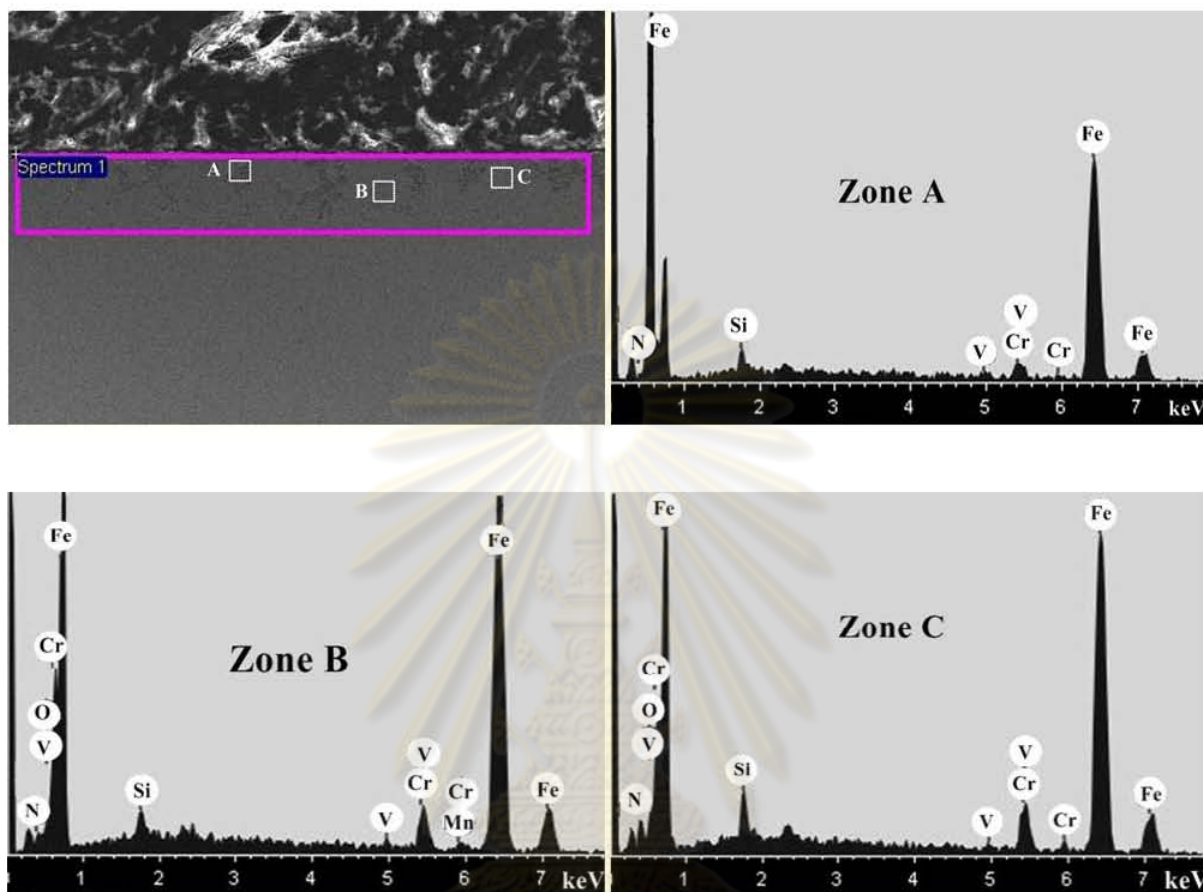 Spectrum 1
A
B
C
Fe
Fe
Zone A
V
Si
N
Cr
V
Cr
Fe
1 2 3 4 5 6 7 keV
Fe
Fe
Cr
Zone B
O
V
V
Si
Cr
Cr
Fe
N
V
Mn
1 2 3 4 5 6 7 keV
Fe
Fe
Zone C
Cr
O
V
V
Si
Cr
Fe
N
V
Cr
1 2 3 4 5 6 7 keV